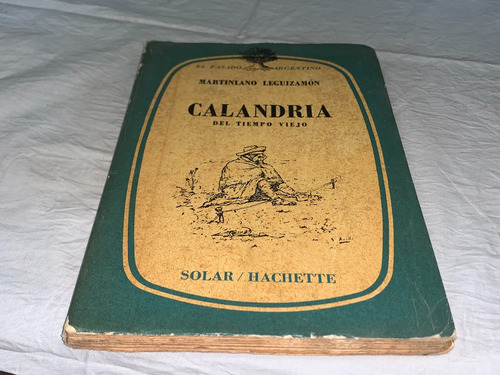 EL PASADO ARGENTINO
MARTINIANO LEGUIZAMÓN
CALANDRIA
DEL TIEMPO VIEJO
SOLAR / HACHETTE